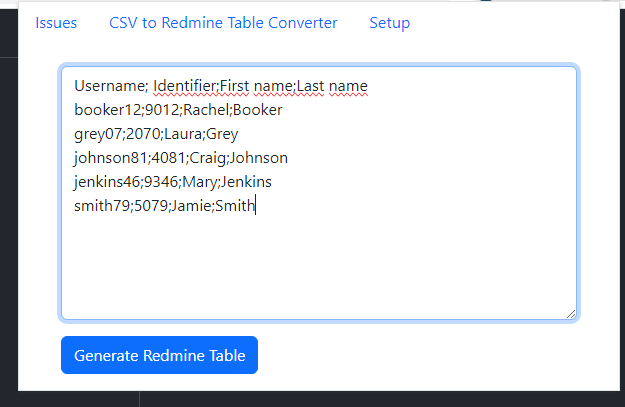 Issues CSV to Redmine Table Converter Setup
Username; Identifier;First name;Last name
booker12;9012;Rachel;Booker
grey07;2070;Laura;Grey
johnson81;4081;Craig;Johnson
jenkins46;9346;Mary;Jenkins
smith79;5079;Jamie;Smith
Generate Redmine Table